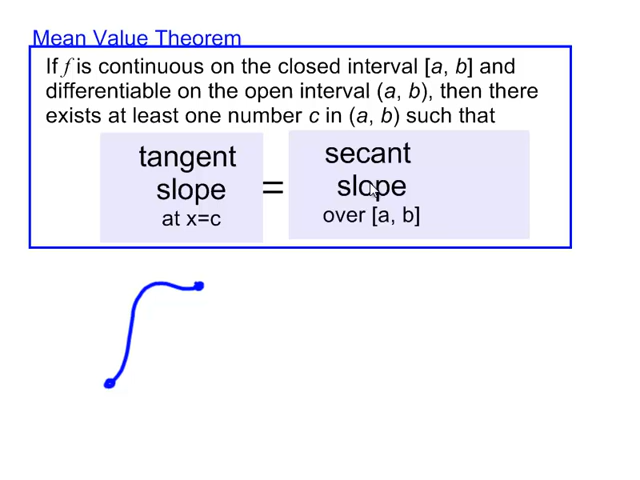 Mean Value Theorem
If f is continuous on the closed interval [a, b] and
differentiable on the open interval (a, b), then there
exists at least one number c in (a, b) such that
tangent
slope
at x=c
=
secant
slope
over [a, b]